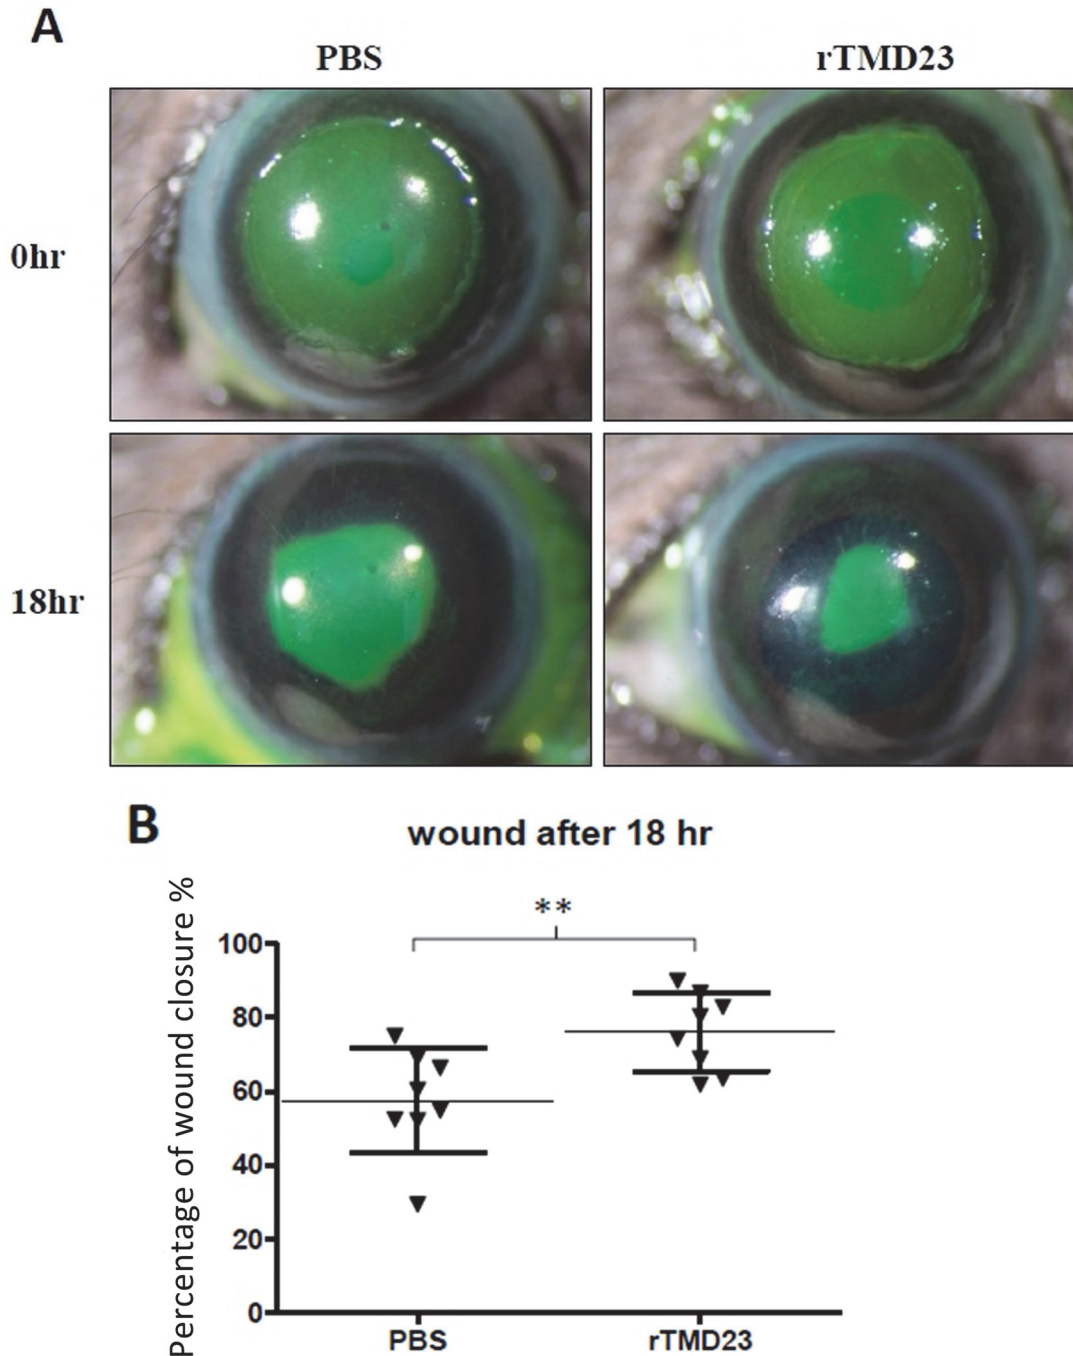 A
PBS
rTMD23
0hr
18hr
B
wound after 18 hr
**
Percentage of wound closure %
100
80
60
40
20
0
PBS
rTMD23